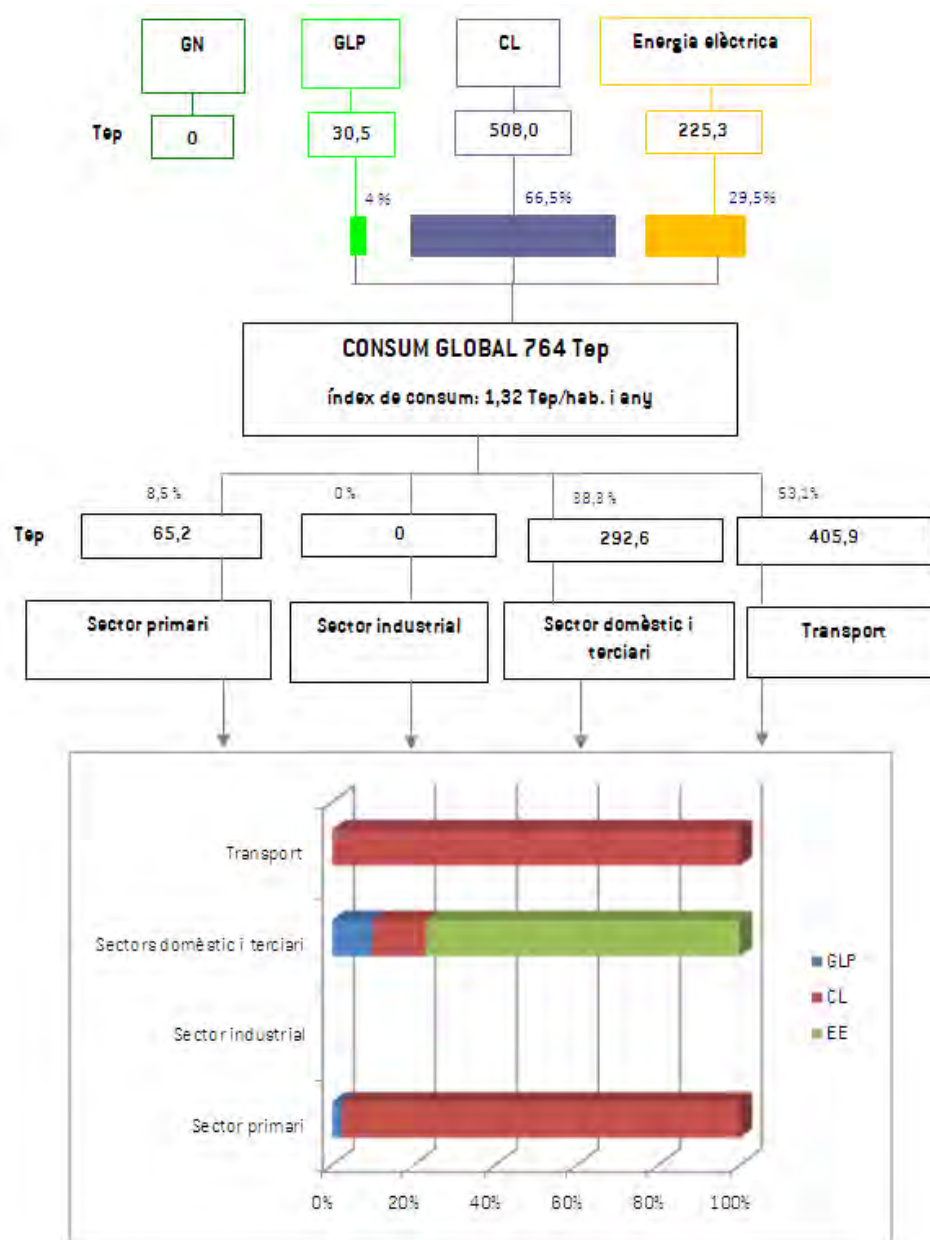 GN
GLP
CL
Energia elèctrica
Tep
0
30,5
508,0
225,3
4 %
66,5%
29,5%
CONSUM GLOBAL 764 Tep
índex de consum: 1,32 Tep/hab. i any
8,5%
0%
38,3%
53,1%
Tep
65,2
0
292,6
405,9
Sector primari
Sector industrial
Sector domèstic i
terciari
Transport
Transport
Sectors domèstic i terciari
Sector industrial
Sector primari
GLP
CL
EE
0%
20%
40%
60%
80%
100%